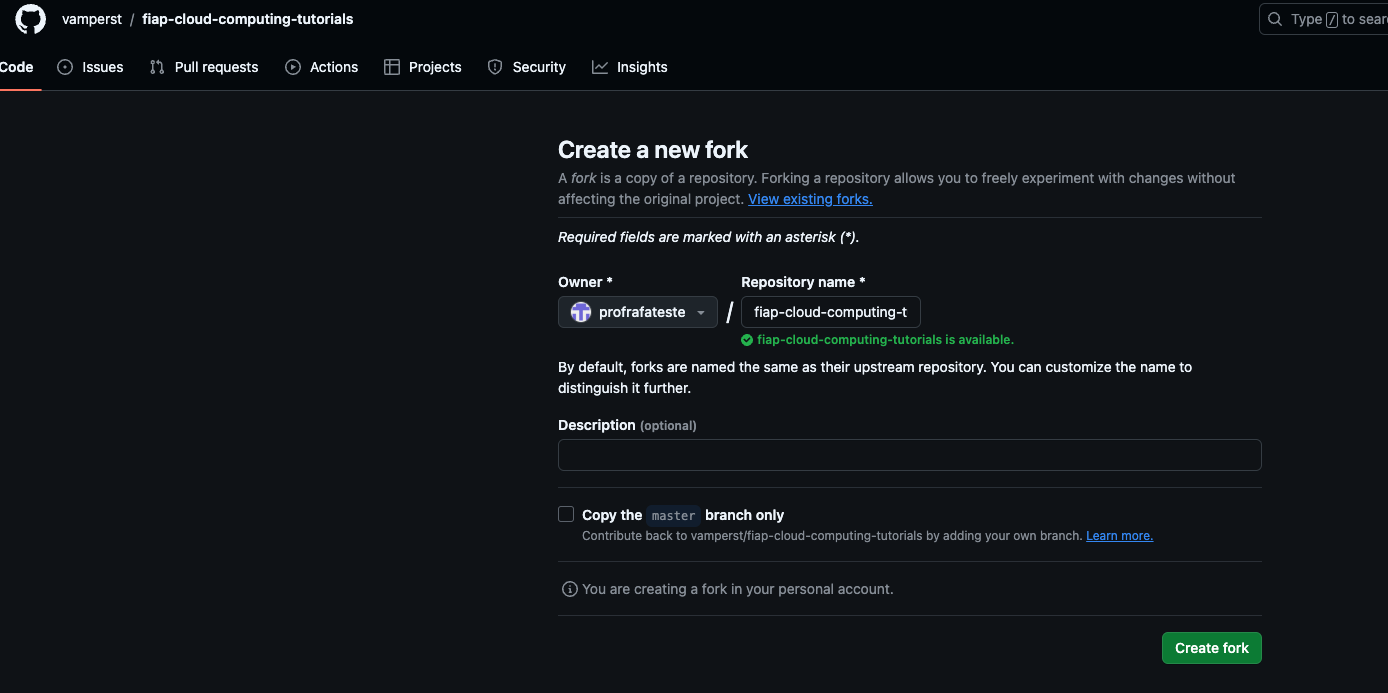 vamperst / fiap-cloud-computing-tutorials
Type / to sear
Code Issues Pull requests Actions Projects Security Insights
Create a new fork
A fork is a copy of a repository. Forking a repository allows you to freely experiment with changes without
affecting the original project. View existing forks.
Required fields are marked with an asterisk (*).
Owner * Repository name *
profrafateste / fiap-cloud-computing-t
fiap-cloud-computing-tutorials is available.
By default, forks are named the same as their upstream repository. You can customize the name to
distinguish it further.
Description (optional)
Copy the master branch only
Contribute back to vamperst/fiap-cloud-computing-tutorials by adding your own branch. Learn more.
You are creating a fork in your personal account.
Create fork